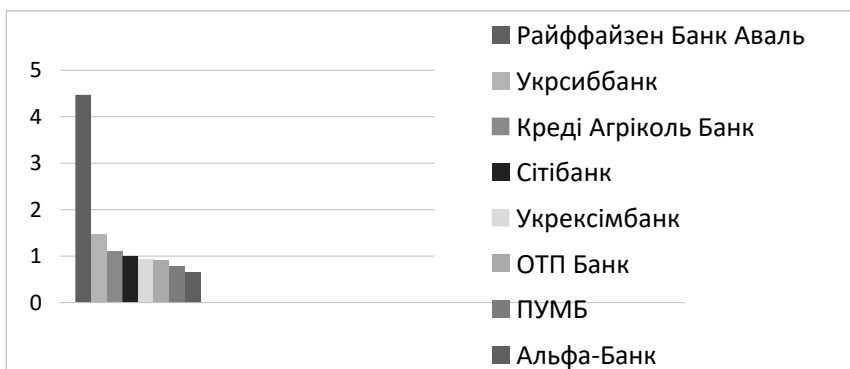 5
4
3
2
1
0
Райффайзен Банк Аваль
Укрсиббанк
Креді Агріколь Банк
Сітібанк
Укрексімбанк
ОТП Банк
ПУМБ
Альфа-Банк